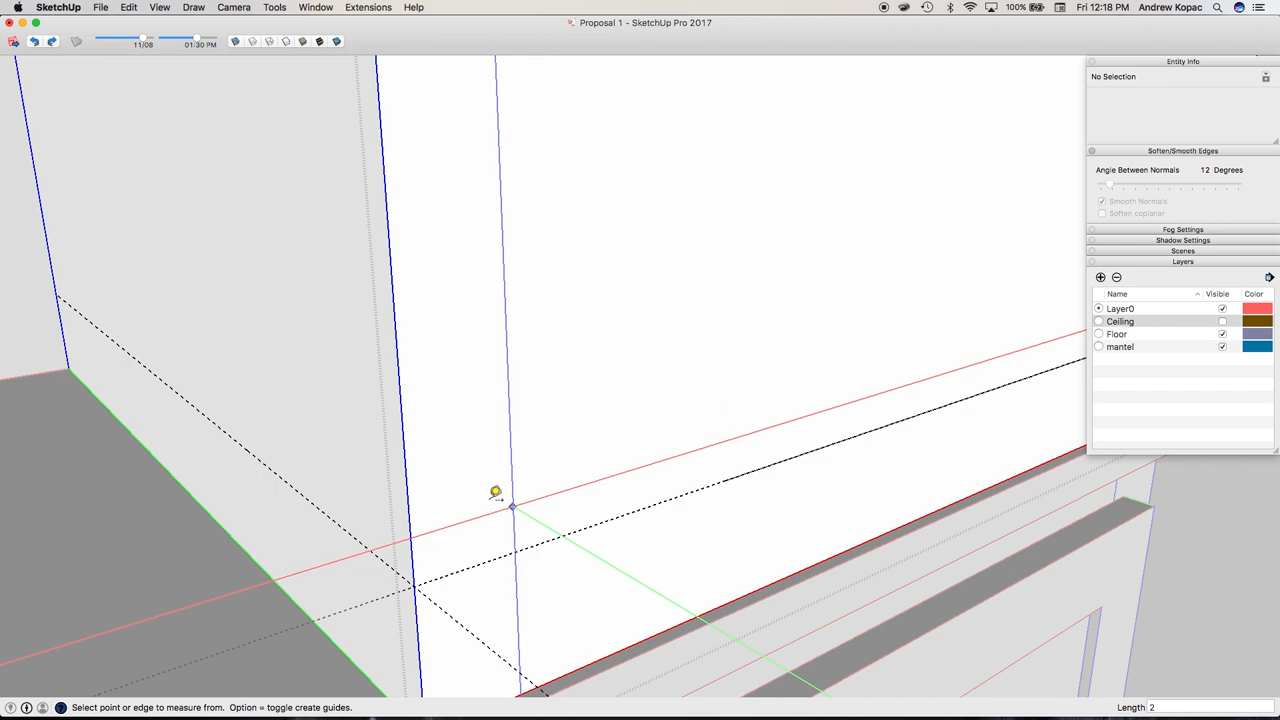 SketchUp File Edit View Draw Camera Tools Window Extensions Help 100% Fri 12:18 PM Andrew Kopac
Proposal 1 - SketchUp Pro 2017
11/08 01:30 PM
Entity Info
No Selection
Soften/Smooth Edges
Angle Between Normals 12 Degrees
Smooth Normals
Soften coplanar
Fog Settings
Shadow Settings
Scenes
Layers
Name Visible Color
Layer0
Ceiling
Floor
mantel
Select point or edge to measure from. Option = toggle create guides. Length 2